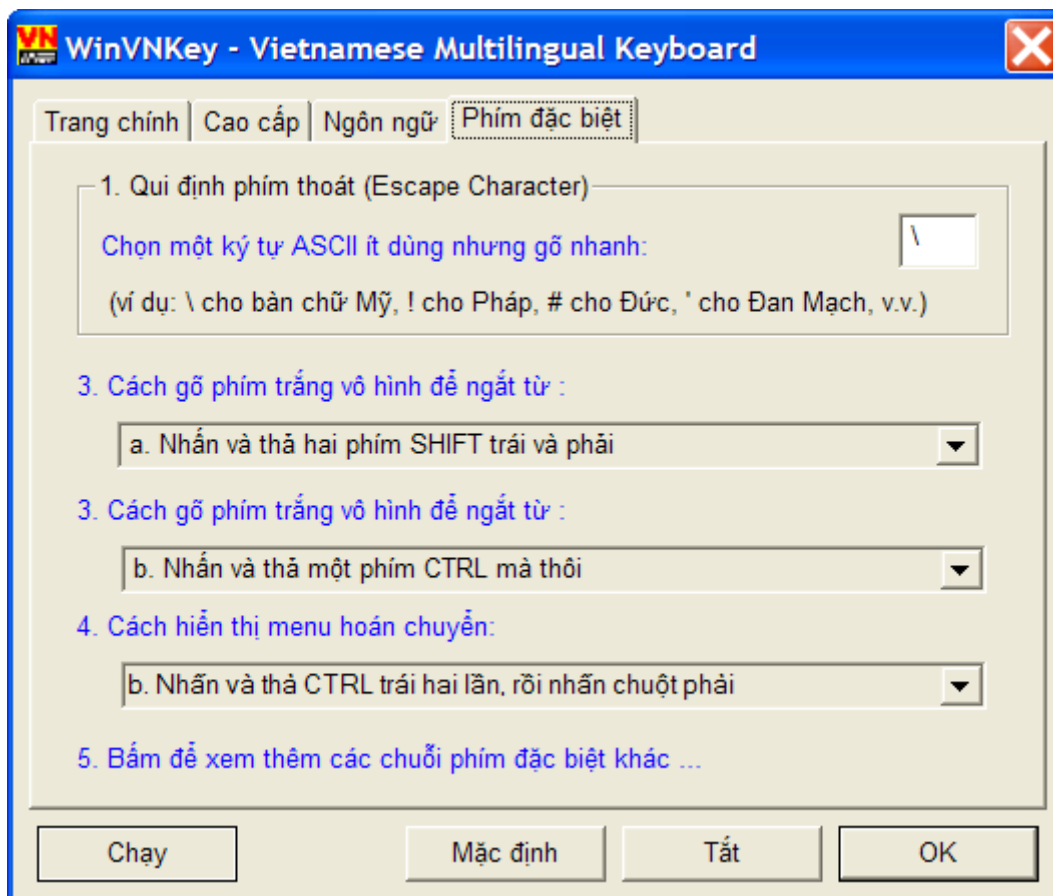 WinVNKey - Vietnamese Multilingual Keyboard
Trang chính Cao cấp Ngôn ngữ Phím đặc biệt
1. Qui định phím thoát (Escape Character)
Chọn một ký tự ASCII ít dùng nhưng gõ nhanh: \
(ví dụ: \ cho bàn chữ Mỹ, ! cho Pháp, # cho Đức, ' cho Đan Mạch, v.v.)
3. Cách gõ phím trắng vô hình để ngắt từ :
a. Nhấn và thả hai phím SHIFT trái và phải
3. Cách gõ phím trắng vô hình để ngắt từ :
b. Nhấn và thả một phím CTRL mà thôi
4. Cách hiển thị menu hoán chuyển:
b. Nhấn và thả CTRL trái hai lần, rồi nhấn chuột phải
5. Bấm để xem thêm các chuỗi phím đặc biệt khác ...
Chạy Mặc định Tắt OK